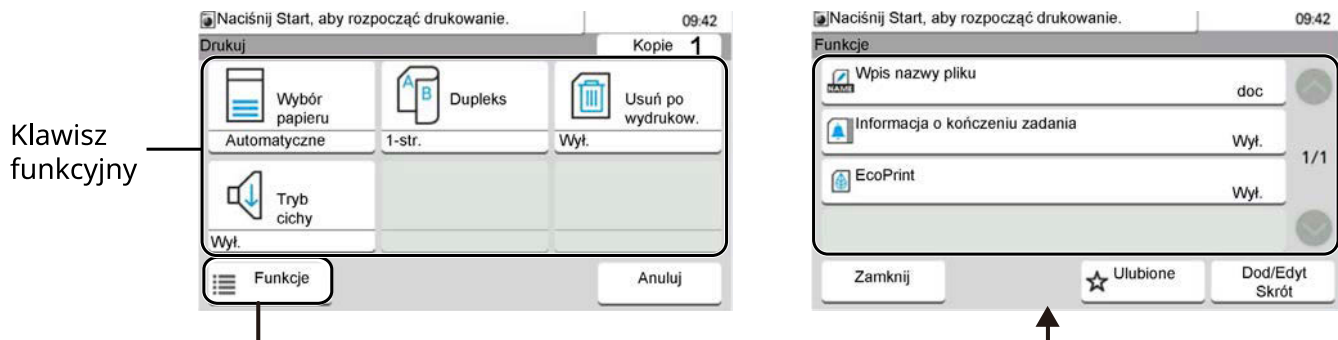 Naciśnij Start, aby rozpocząć drukowanie. 09:42
Drukuj Kopie 1
Klawisz
funkcyjny
Wybór
papieru
Automatyczne
A
B
Dupleks
1-str.
Usuń po
wydrukow.
Wył.
Tryb
cichy
Wył.
Funkcje
Anuluj
Naciśnij Start, aby rozpocząć drukowanie. 09:42
Funkcje
NAME
Wpis nazwy pliku
doc
Informacja o kończeniu zadania
Wył.
1/1
EcoPrint
Wył.
Zamknij
Ulubione
Dod/Edyt
Skrót